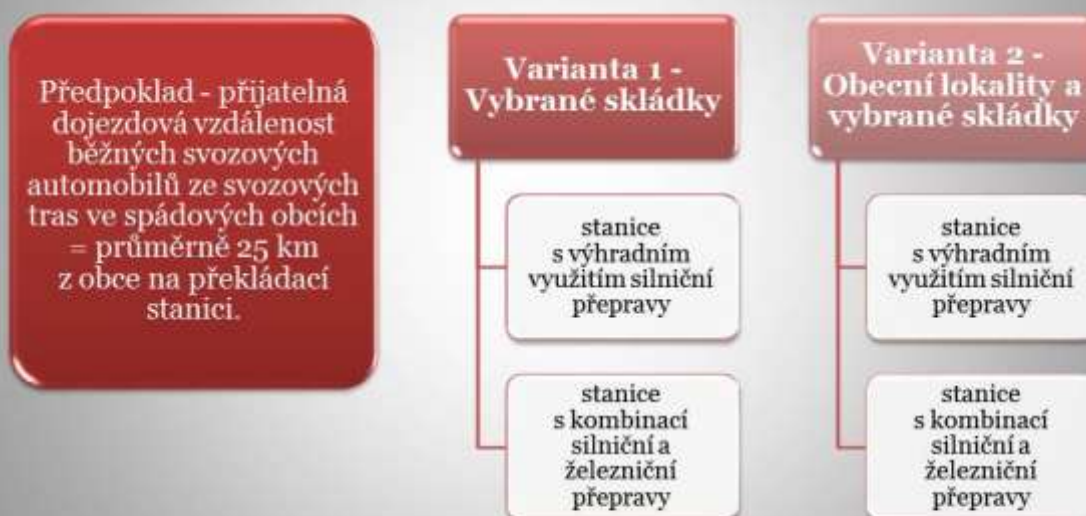 Předpoklad - přijatelná
dojezdová vzdálenost
běžných svozových
automobilů ze svozových
tras ve spádových obcích
= průměrně 25 km
z obce na překládací
stanici.
Varianta 1 -
Vybrané skládky
stanice
s výhradním
využitím silniční
přepravy
stanice
s kombinací
silniční a
železniční
přepravy
Varianta 2 -
Obecní lokality a
vybrané skládky
stanice
s výhradním
využitím silniční
přepravy
stanice
s kombinací
silniční a
železniční
přepravy